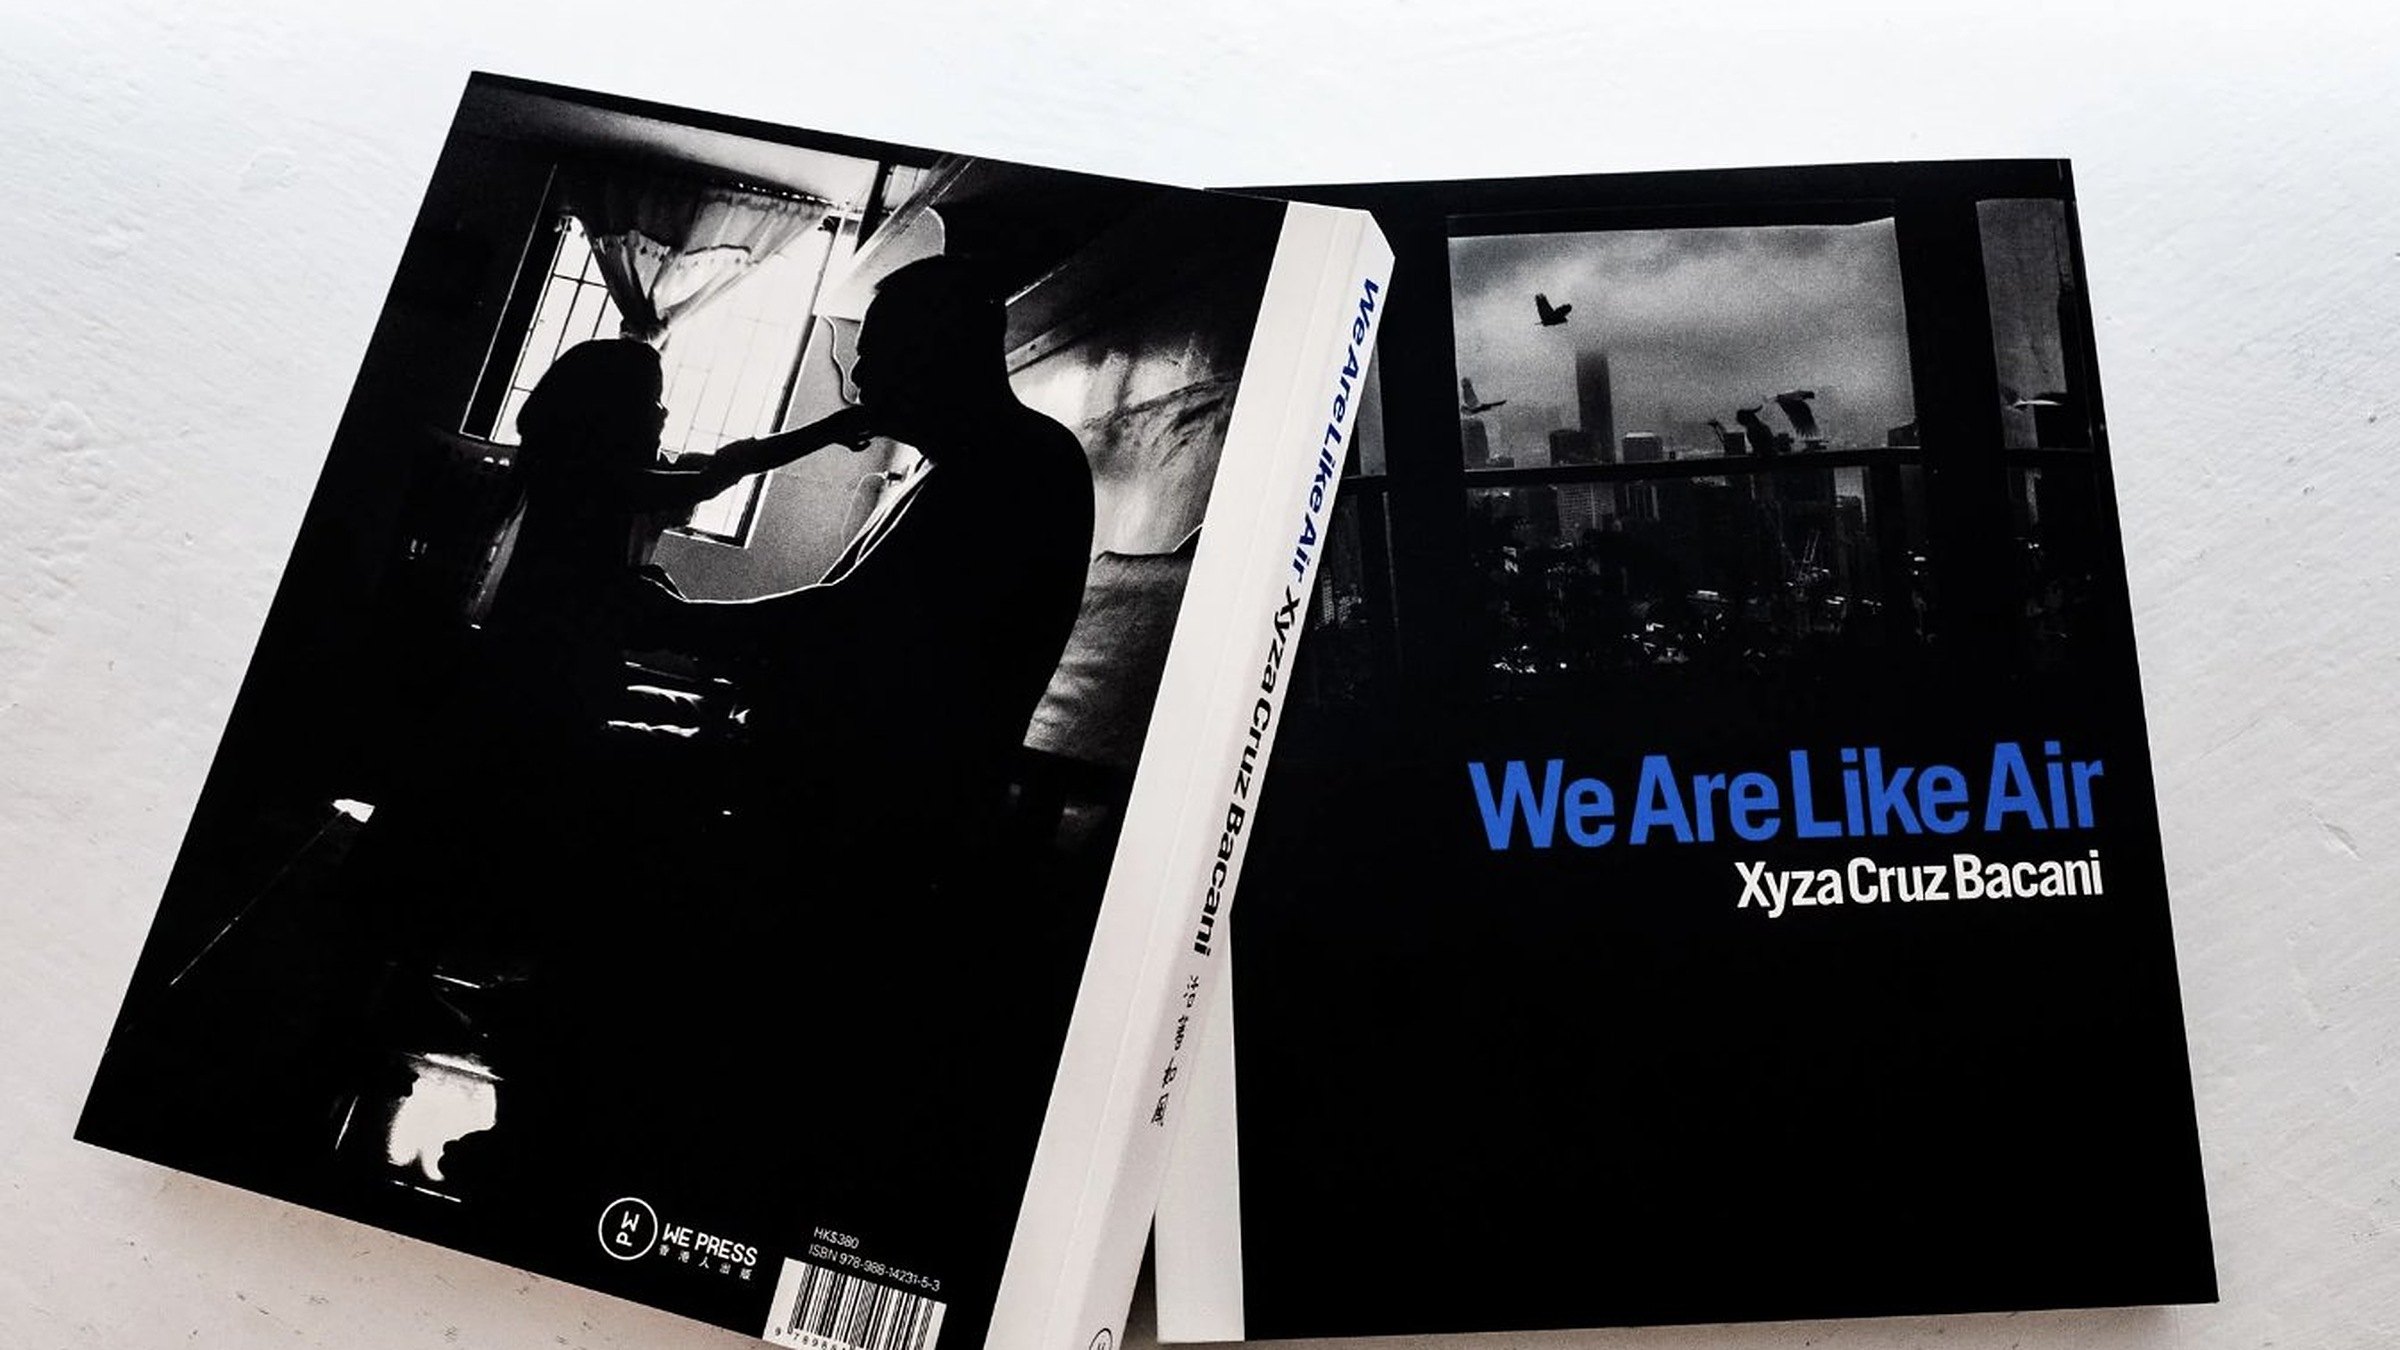 We Are Like Air Xyza Cruz Bacani
PW
WE PRESS
香港人出版
HK$380
ISBN 978-988-14231-5-3
We Are Like Air
Xyza Cruz Bacani